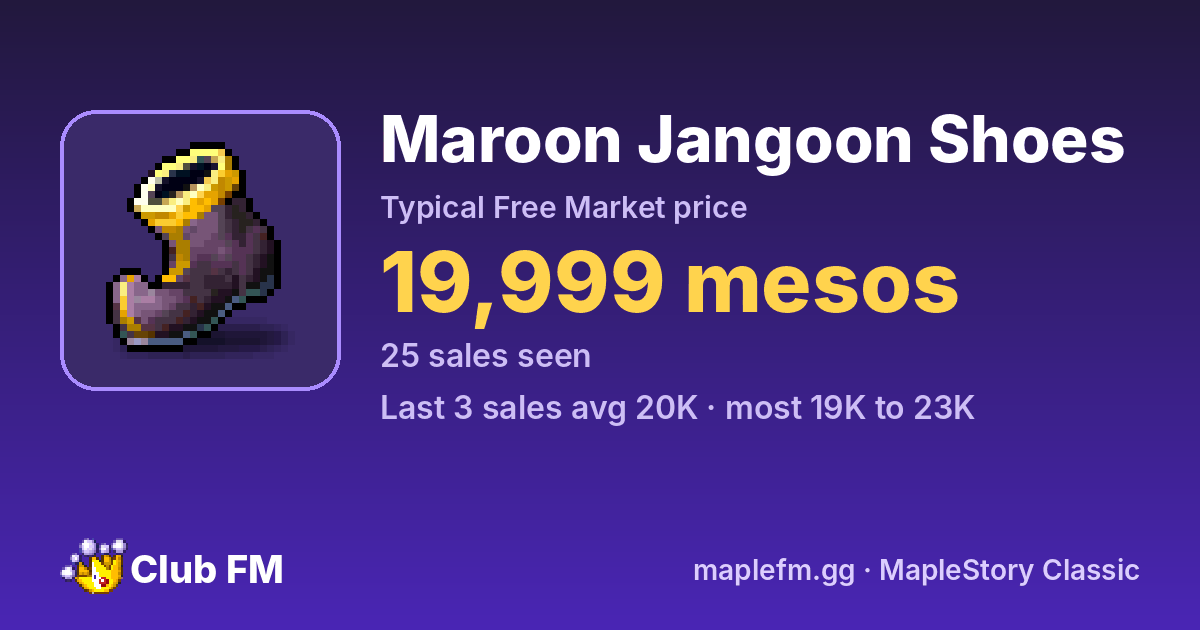 Maroon Jangoon Shoes
Typical Free Market price
19,999 mesos
25 sales seen
Last 3 sales avg 20K · most 19K to 23K
Club FM
maplefm.gg · MapleStory Classic